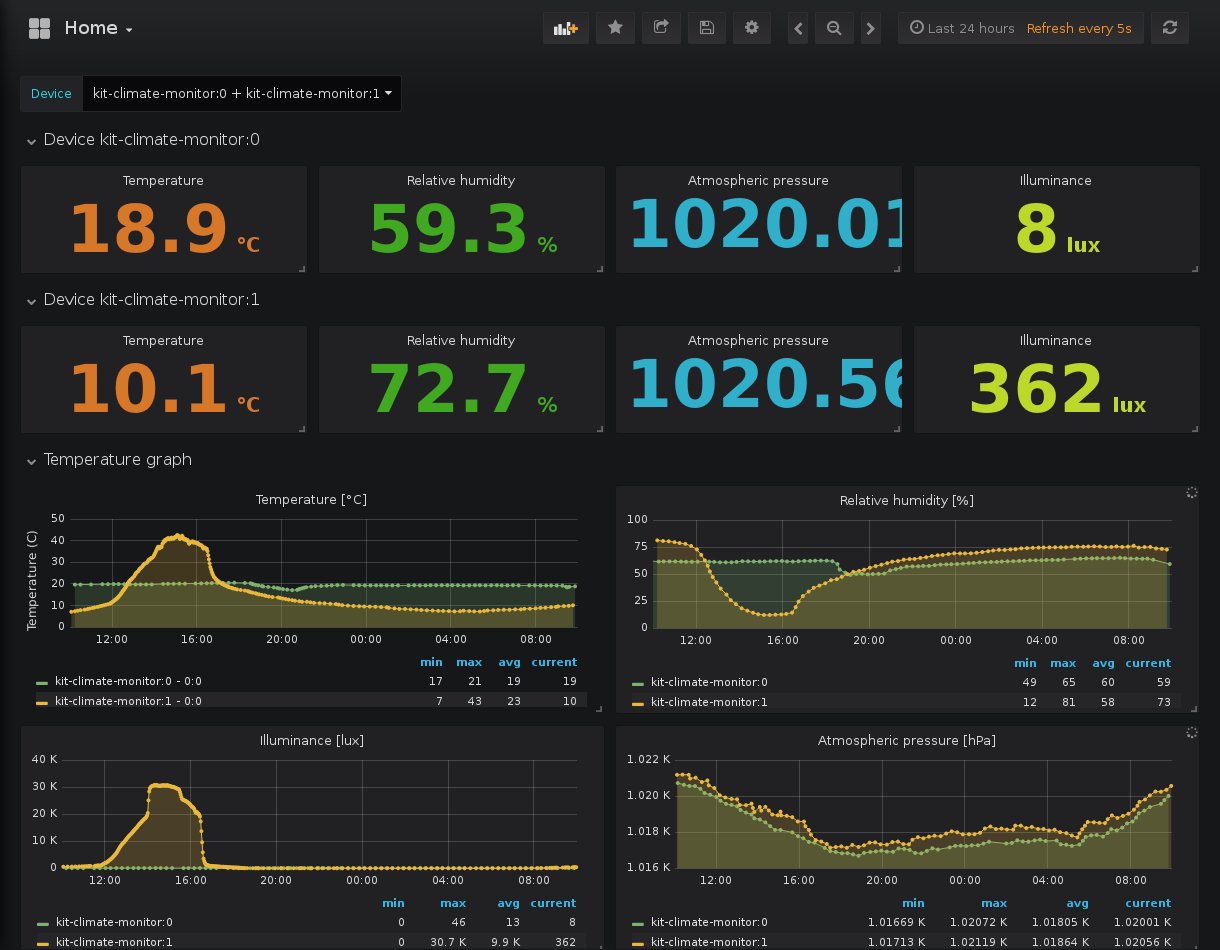 Home
Last 24 hours Refresh every 5s
Device kit-climate-monitor:0 + kit-climate-monitor:1
Device kit-climate-monitor:0
Temperature Relative humidity Atmospheric pressure Illuminance
18.9 °C 59.3 % 1020.01 8 lux
Device kit-climate-monitor:1
Temperature Relative humidity Atmospheric pressure Illuminance
10.1 °C 72.7 % 1020.56 362 lux
Temperature graph
Temperature [°C]
Temperature (C)
50
40
30
20
10
0
12:00 16:00 20:00 00:00 04:00 08:00
min max avg current
kit-climate-monitor:0 - 0:0 17 21 19 19
kit-climate-monitor:1 - 0:0 7 43 23 10
Relative humidity [%]
100
75
50
25
0
12:00 16:00 20:00 00:00 04:00 08:00
min max avg current
kit-climate-monitor:0 49 65 60 59
kit-climate-monitor:1 12 81 58 73
Illuminance [lux]
40 K
30 K
20 K
10 K
0
12:00 16:00 20:00 00:00 04:00 08:00
min max avg current
kit-climate-monitor:0 0 46 13 8
kit-climate-monitor:1 0 30.7 K 9.9 K 362
Atmospheric pressure [hPa]
1.022 K
1.020 K
1.018 K
1.016 K
12:00 16:00 20:00 00:00 04:00 08:00
min max avg current
kit-climate-monitor:0 1.01669 K 1.02072 K 1.01805 K 1.02001 K
kit-climate-monitor:1 1.01713 K 1.02119 K 1.01864 K 1.02056 K